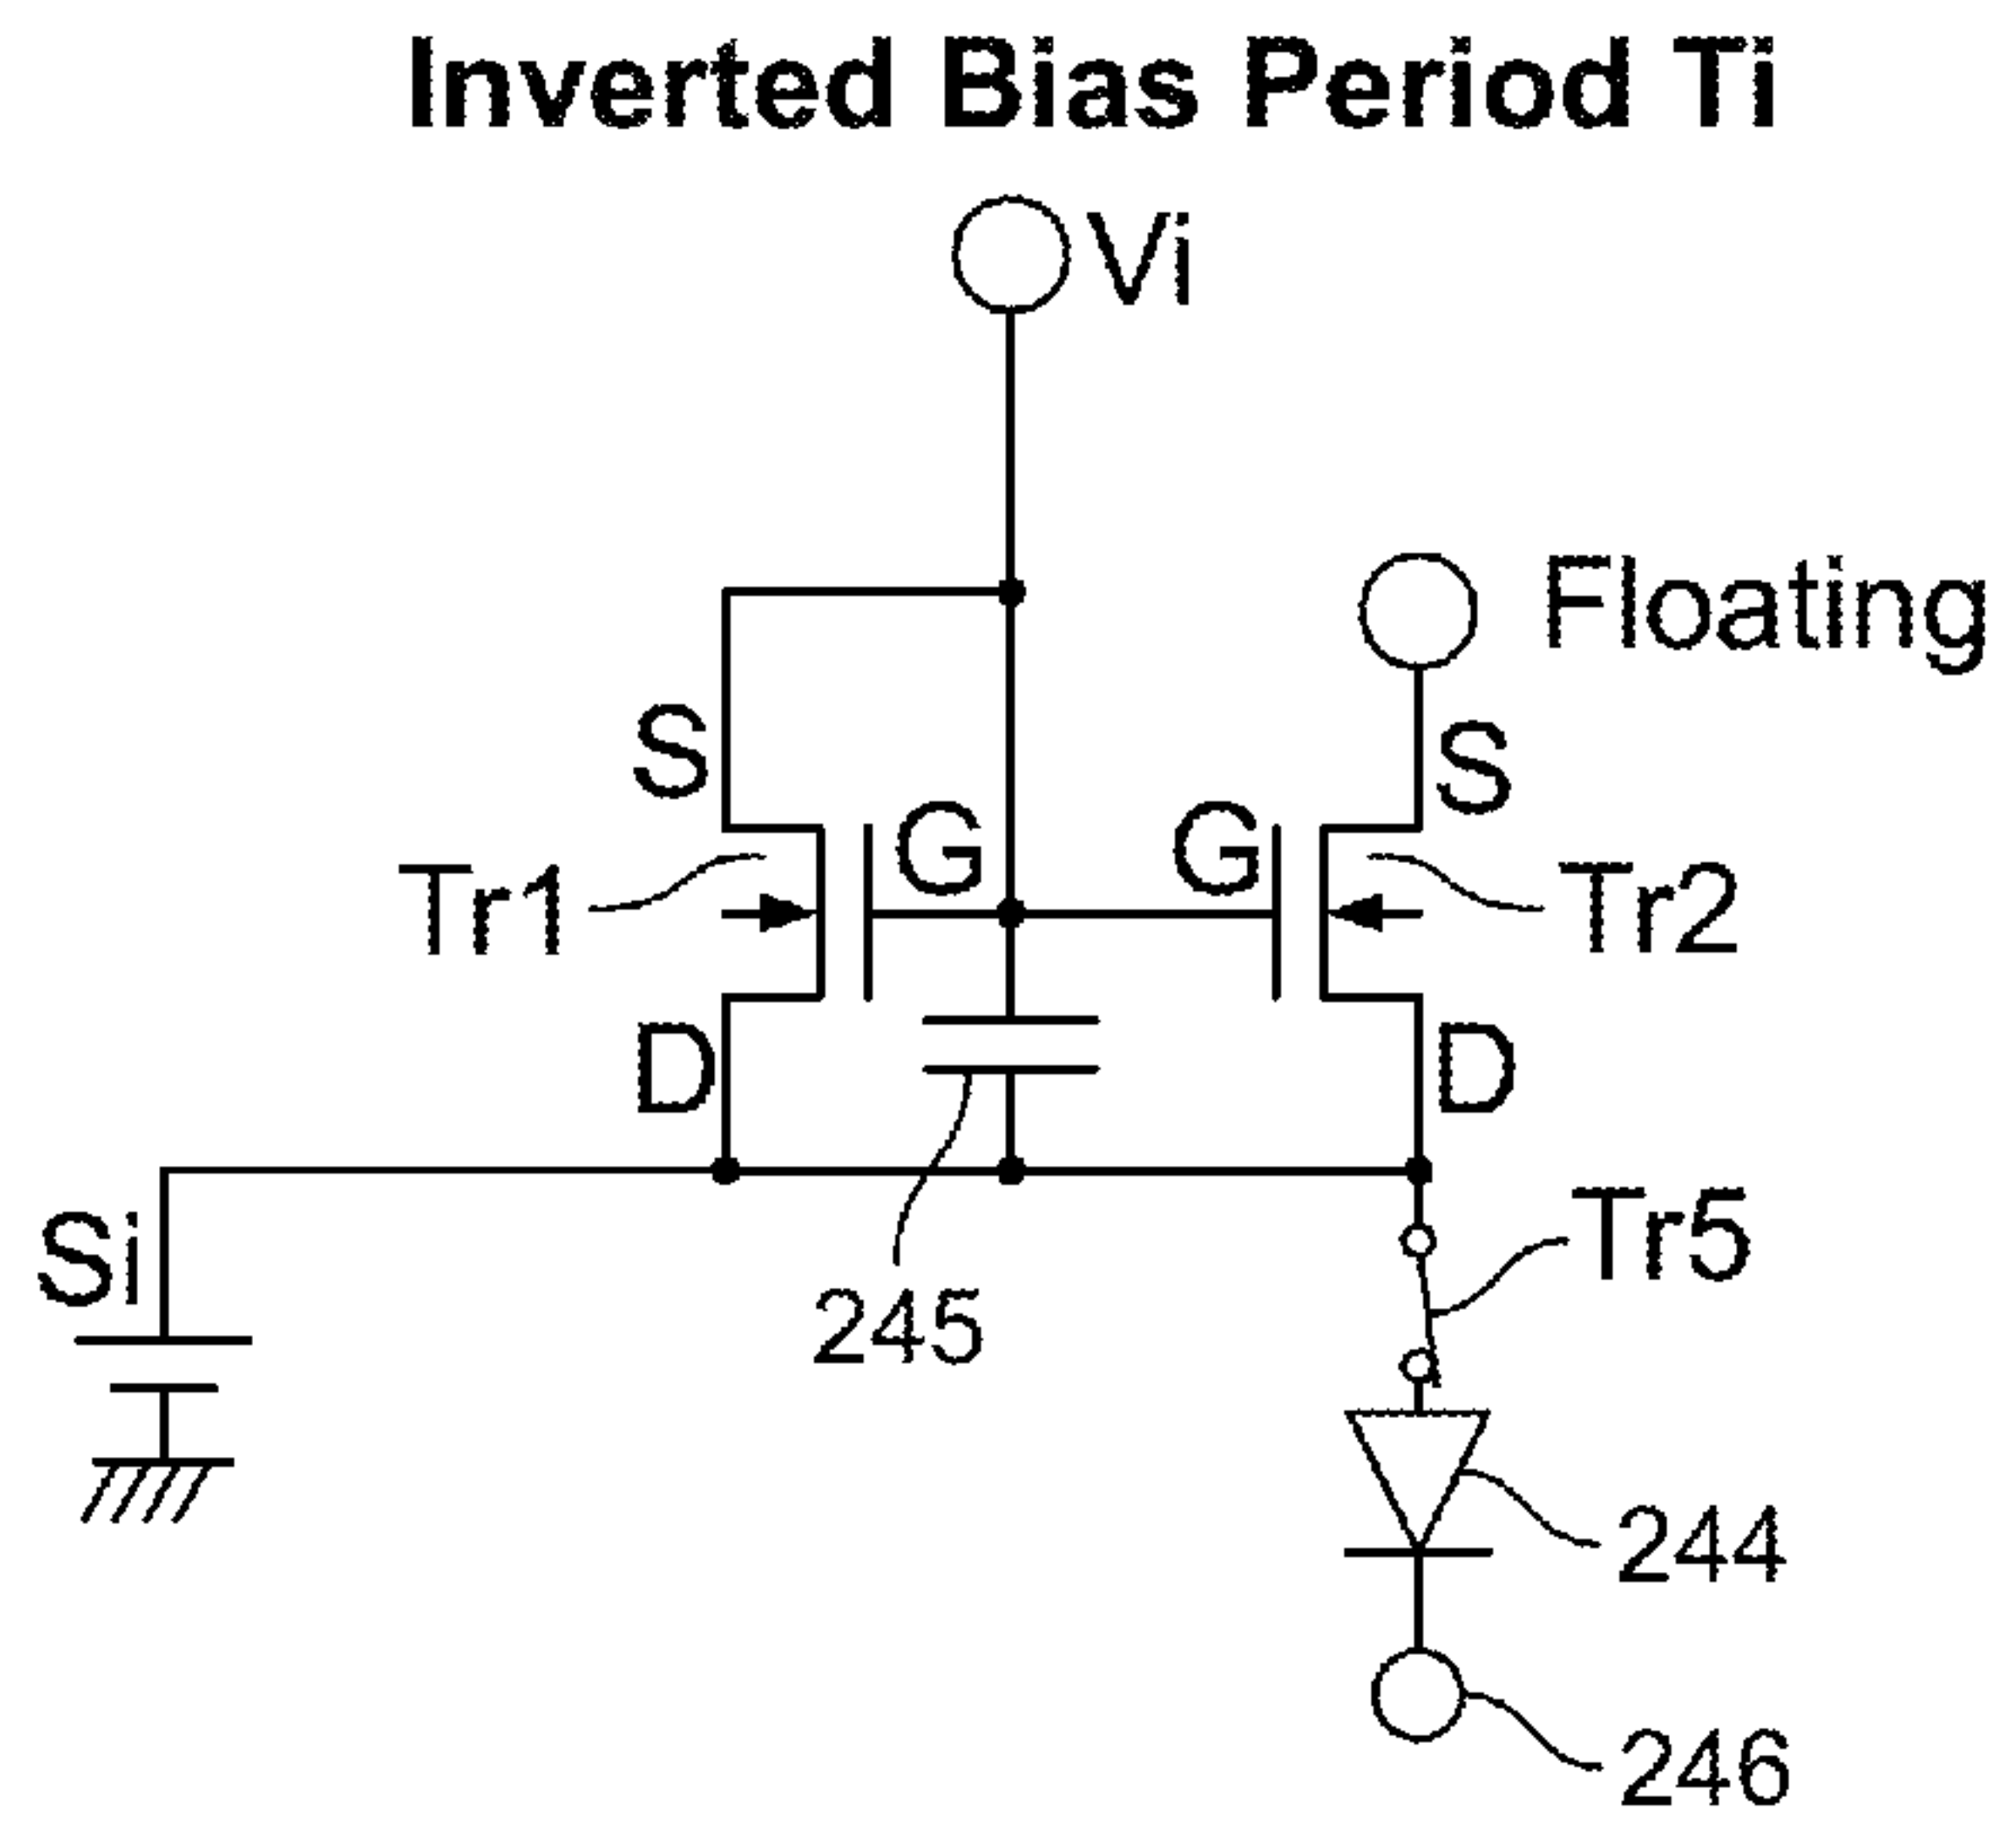 Inverted Bias Period Ti
Vi
Floating
S
S
G
G
Tr1
Tr2
D
D
Si
Tr5
245
244
246